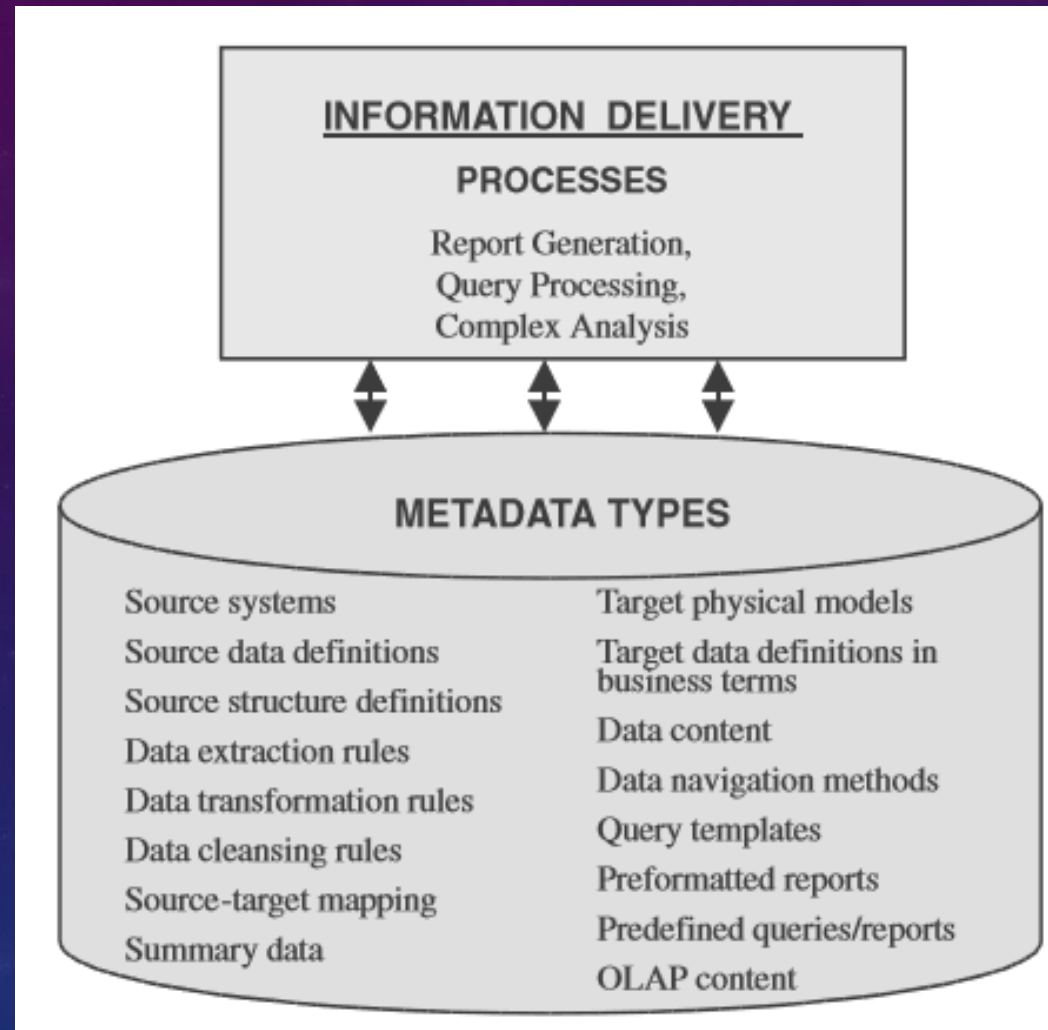 INFORMATION DELIVERY
PROCESSES
Report Generation,
Query Processing,
Complex Analysis
METADATA TYPES
Source systems
Source data definitions
Source structure definitions
Data extraction rules
Data transformation rules
Data cleansing rules
Source-target mapping
Summary data
Target physical models
Target data definitions in
business terms
Data content
Data navigation methods
Query templates
Preformatted reports
Predefined queries/reports
OLAP content